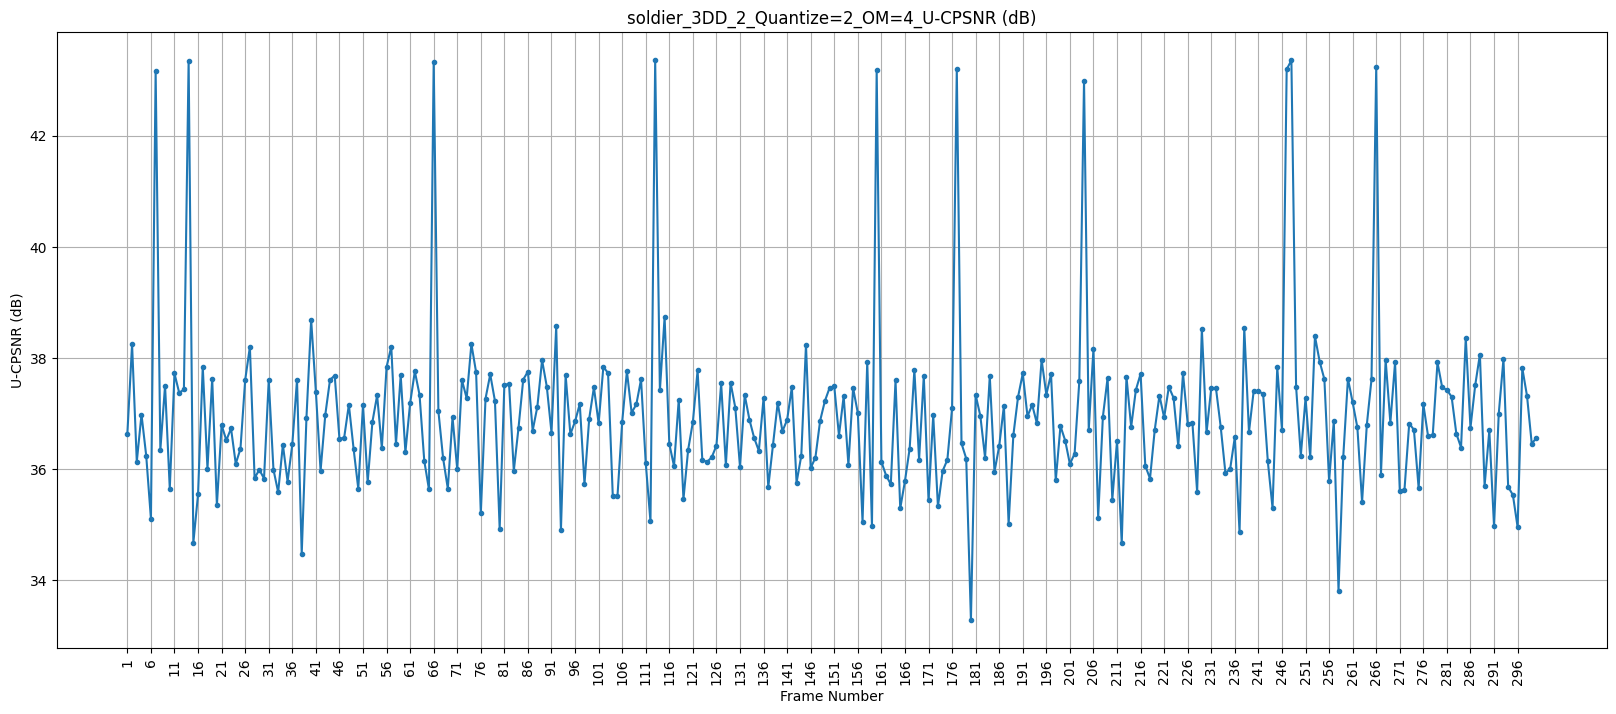 soldier_3DD_2_Quantize=2_OM=4_U-CPSNR (dB)
U-CPSNR (dB)
42
40
38
36
34
1 6 11 16 21 26 31 36 41 46 51 56 61 66 71 76 81 86 91 96 101 106 111 116 121 126 131 136 141 146 151 156 161 166 171 176 181 186 191 196 201 206 211 216 221 226 231 236 241 246 251 256 261 266 271 276 281 286 291 296
Frame Number